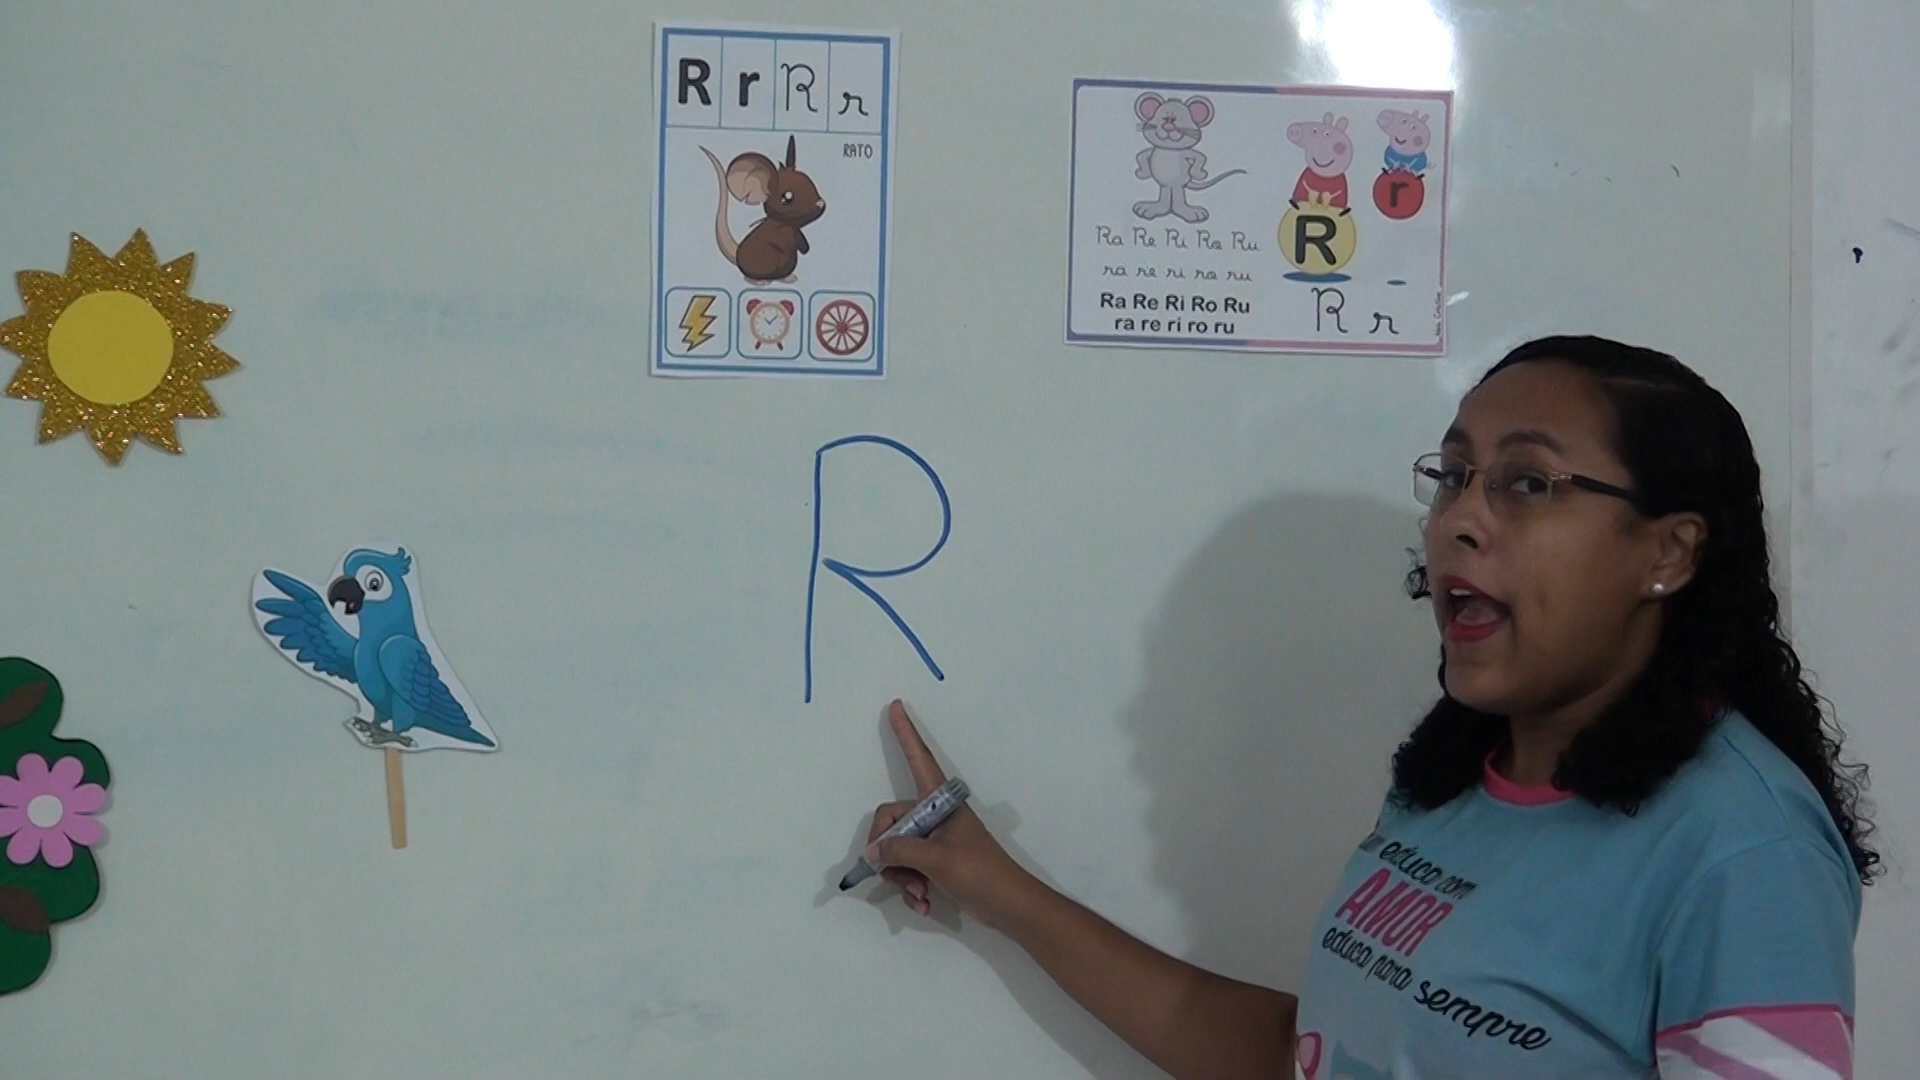 R r R r
RATO
Ra Re Ri Ro Ru
ra re ri ro ru
Ra Re Ri Ro Ru
ra re ri ro ru
R
r
R r
R
educa com
AMOR
educa para sempre